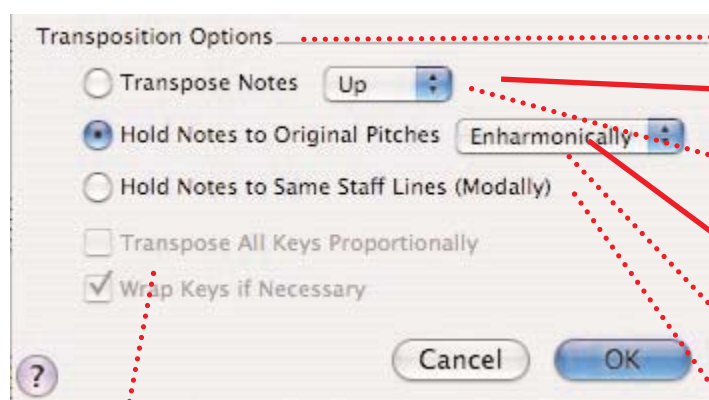 Transposition Options
Transpose Notes Up
Hold Notes to Original Pitches Enharmonically
Hold Notes to Same Staff Lines (Modally)
Transpose All Keys Proportionally
Wrap Keys if Necessary
? Cancel OK